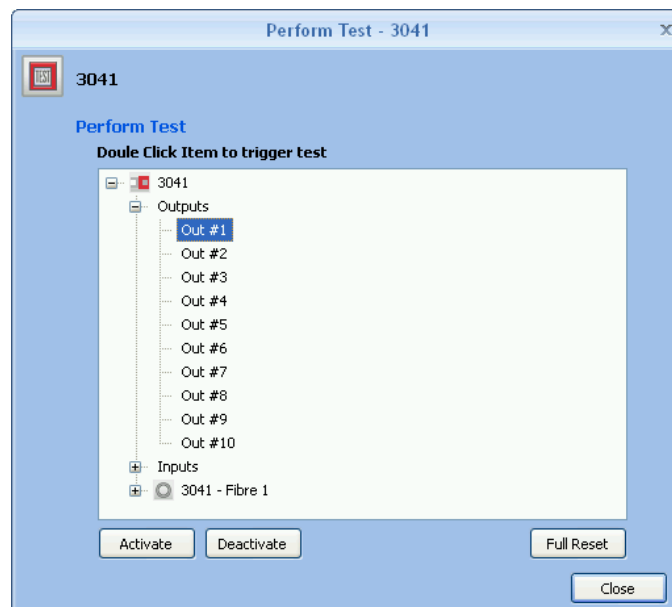 Perform Test - 3041
TEST
3041
Perform Test
Doule Click Item to trigger test
3041
Outputs
Out #1
Out #2
Out #3
Out #4
Out #5
Out #6
Out #7
Out #8
Out #9
Out #10
Inputs
3041 - Fibre 1
Activate
Deactivate
Full Reset
Close